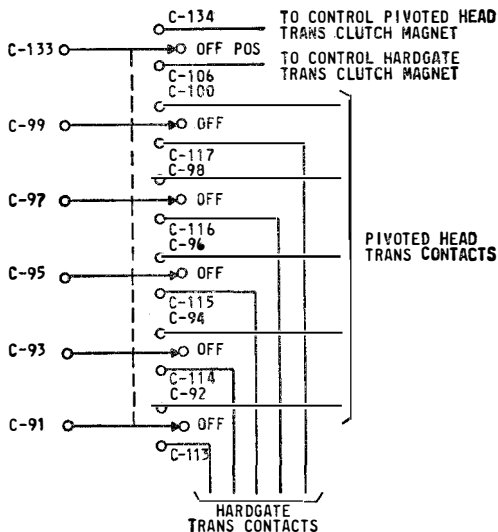 C-134 TO CONTROL PIVOTED HEAD
TRANS CLUTCH MAGNET
C-133 OFF POS
TO CONTROL HARDGATE
C-106 TRANS CLUTCH MAGNET
C-100
C-99 OFF
C-117
C-98
C-97 OFF
C-116
C-96
PIVOTED HEAD
TRANS CONTACTS
C-95 OFF
C-115
C-94
C-93 OFF
C-114
C-92
C-91 OFF
C-113
HARDGATE
TRANS CONTACTS